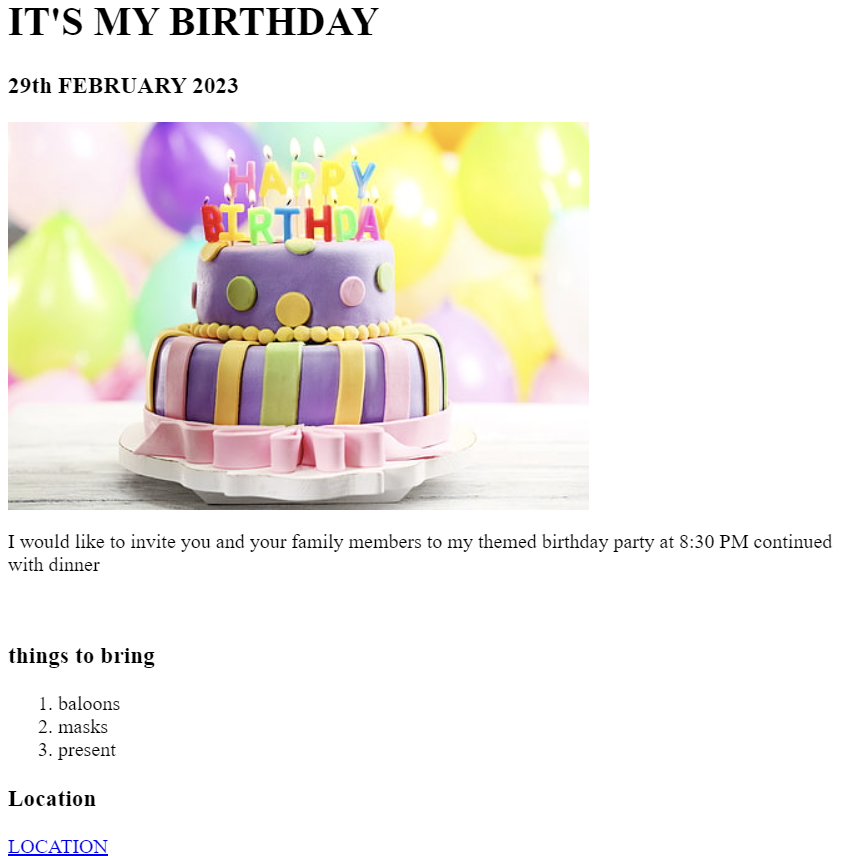 IT'S MY BIRTHDAY
29th FEBRUARY 2023
HAPPY
BIRTHDAY
I would like to invite you and your family members to my themed birthday party at 8:30 PM continued
with dinner
things to bring
1. baloons
2. masks
3. present
Location
LOCATION